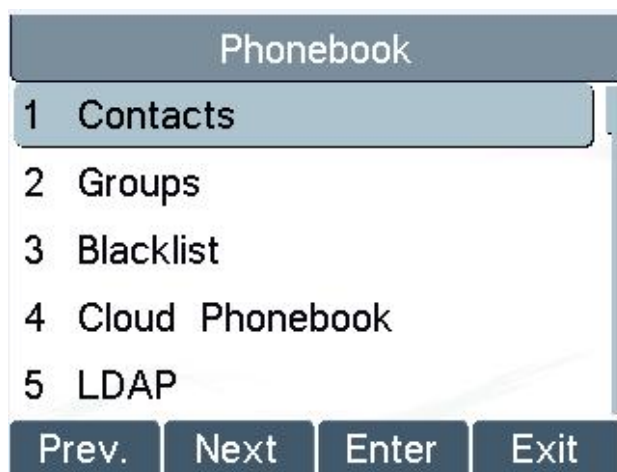 Phonebook
1 Contacts
2 Groups
3 Blacklist
4 Cloud Phonebook
5 LDAP
Prev. Next Enter Exit